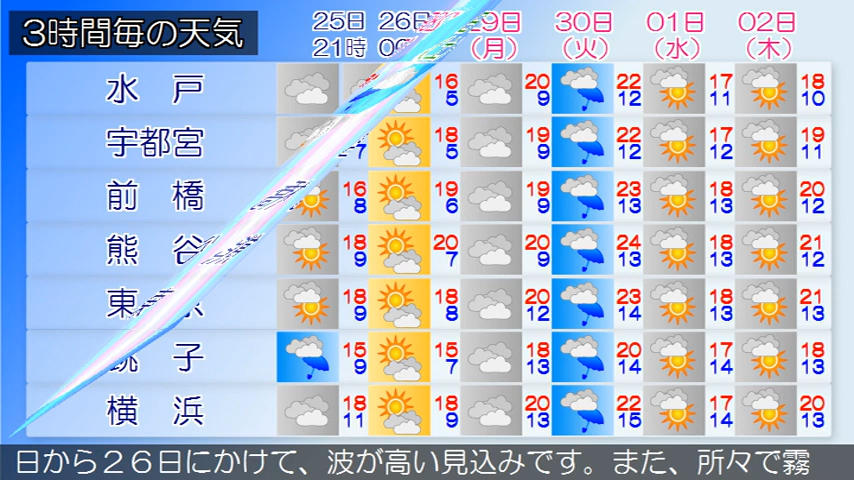 3時間毎の天気
25日 26日 29日 30日 01日 02日
21時 (月) (火) (水) (木)
水 戸 16 5 20 9 22 12 17 11 18 10
宇都宮 7 18 5 19 9 22 12 17 12 19 11
前 橋 16 8 19 6 19 9 23 13 18 13 20 12
熊 谷 18 9 20 7 20 9 24 13 18 13 21 12
東 京 18 9 18 8 20 12 23 14 18 13 21 13
銚 子 15 9 15 7 18 13 20 14 17 14 18 13
横 浜 18 11 18 9 20 13 22 15 17 14 20 13
日から26日にかけて、波が高い見込みです。また、所々で霧